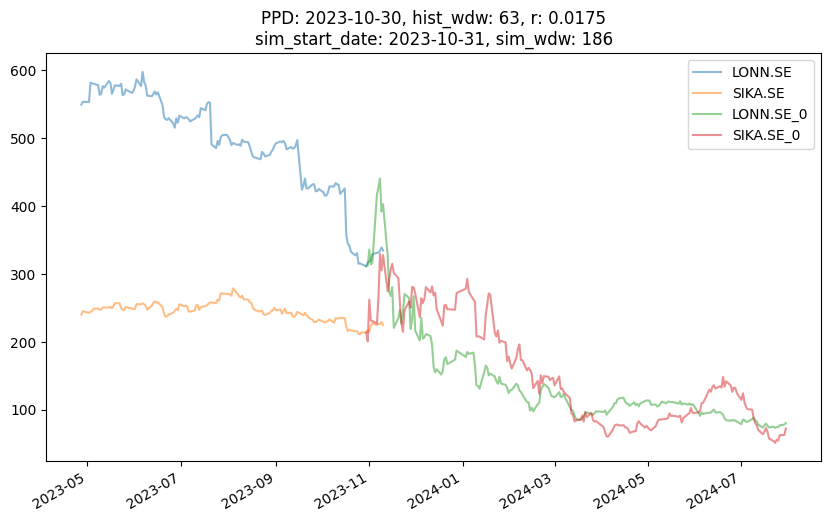 PPD: 2023-10-30, hist_wdw: 63, r: 0.0175
sim_start_date: 2023-10-31, sim_wdw: 186
LONN.SE
SIKA.SE
LONN.SE_0
SIKA.SE_0
600
500
400
300
200
100
2023-05
2023-07
2023-09
2023-11
2024-01
2024-03
2024-05
2024-07